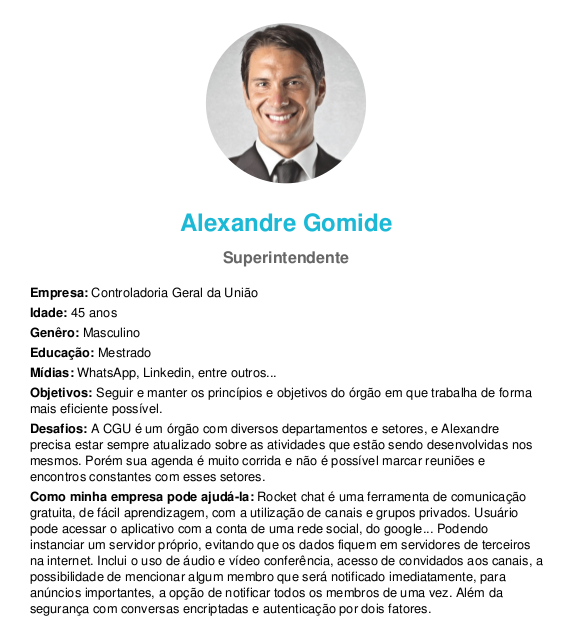 Alexandre Gomide
Superintendente
Empresa: Controladoria Geral da União
Idade: 45 anos
Genêro: Masculino
Educação: Mestrado
Mídias: WhatsApp, Linkedin, entre outros...
Objetivos: Seguir e manter os princípios e objetivos do órgão em que trabalha de forma
mais eficiente possível.
Desafios: A CGU é um órgão com diversos departamentos e setores, e Alexandre
precisa estar sempre atualizado sobre as atividades que estão sendo desenvolvidas nos
mesmos. Porém sua agenda é muito corrida e não é possível marcar reuniões e
encontros constantes com esses setores.
Como minha empresa pode ajudá-la: Rocket chat é uma ferramenta de comunicação
gratuita, de fácil aprendizagem, com a utilização de canais e grupos privados. Usuário
pode acessar o aplicativo com a conta de uma rede social, do google... Podendo
instanciar um servidor próprio, evitando que os dados fiquem em servidores de terceiros
na internet. Inclui o uso de áudio e vídeo conferência, acesso de convidados aos canais, a
possibilidade de mencionar algum membro que será notificado imediatamente, para
anúncios importantes, a opção de notificar todos os membros de uma vez. Além da
segurança com conversas encriptadas e autenticação por dois fatores.